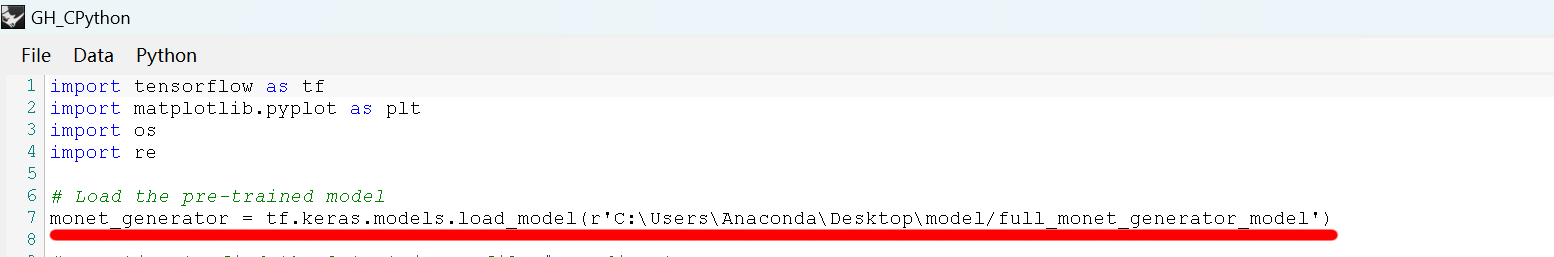 GH_CPython
File Data Python
1 import tensorflow as tf
2 import matplotlib.pyplot as plt
3 import os
4 import re
5
6 # Load the pre-trained model
7 monet_generator = tf.keras.models.load_model(r'C:\Users\Anaconda\Desktop\model/full_monet_generator_model')
8